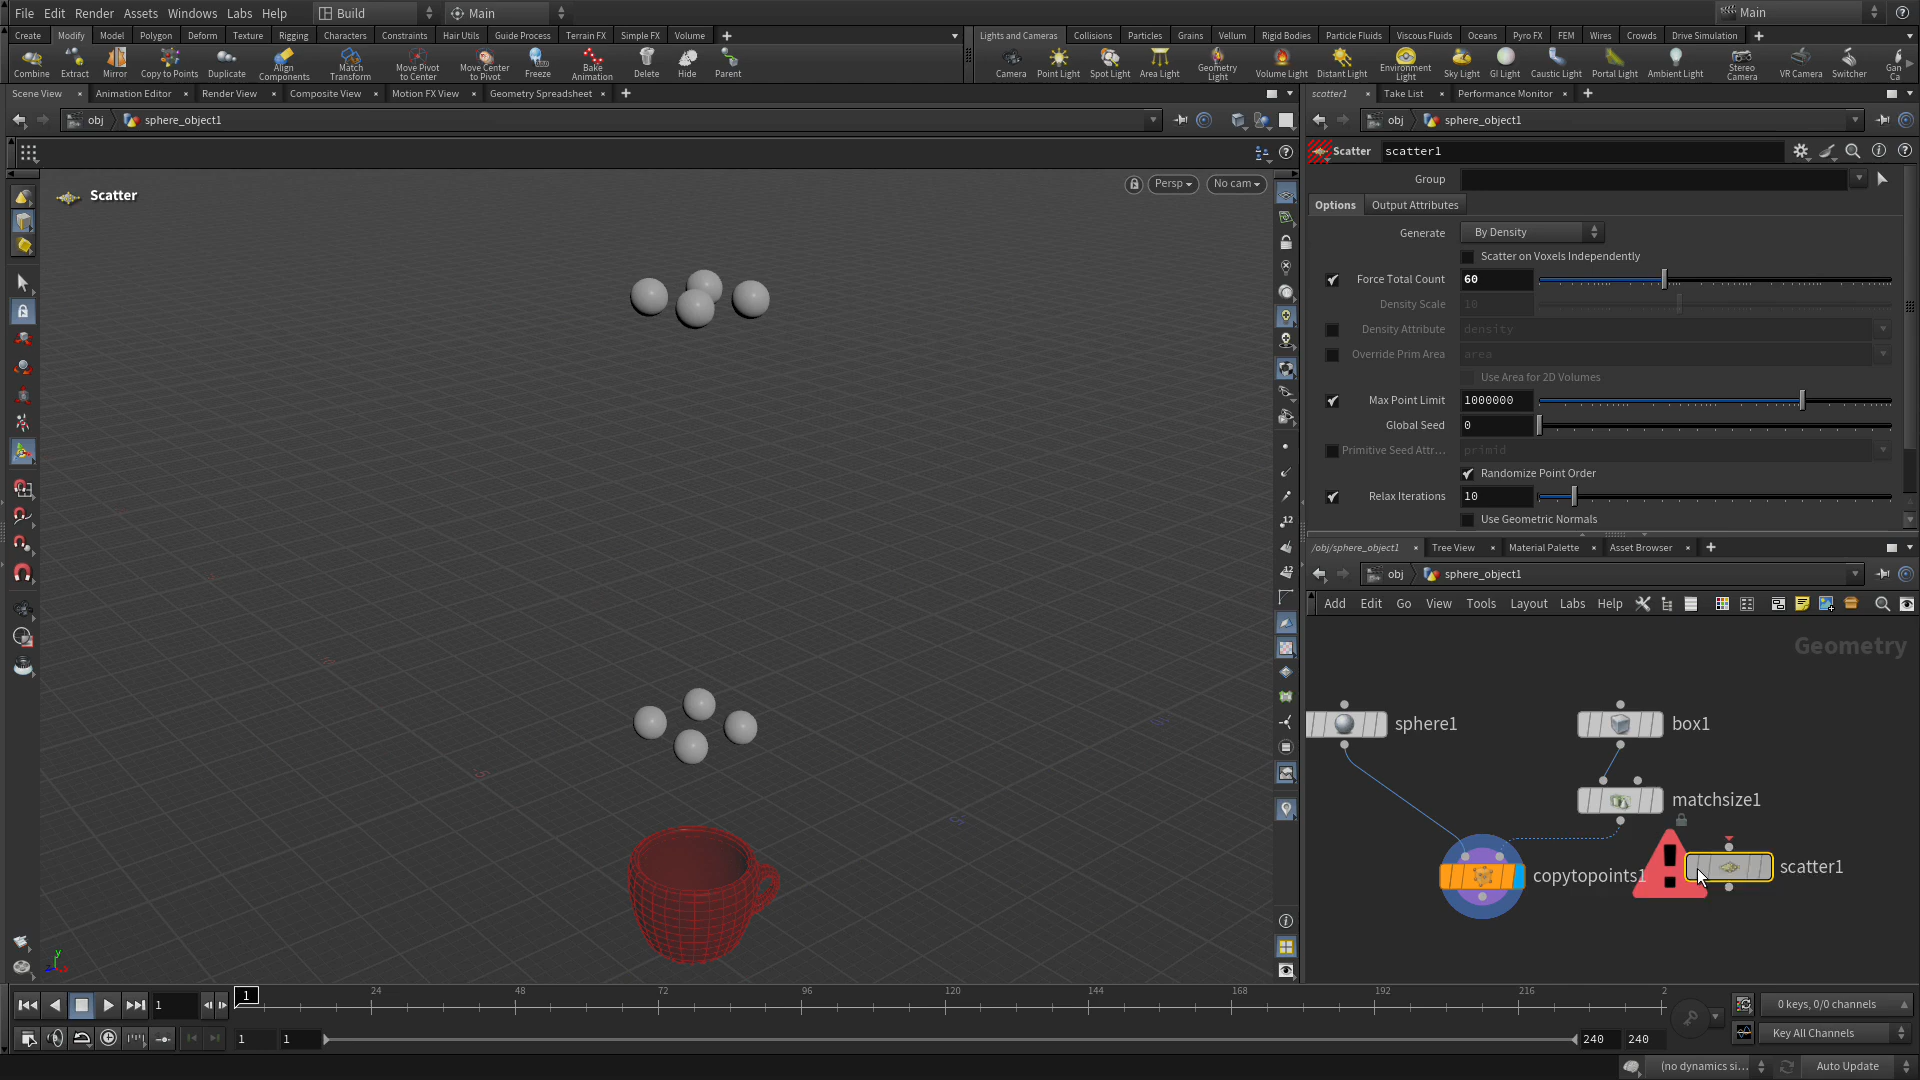 File Edit Render Assets Windows Labs Help Build Main Main
Create Modify Model Polygon Deform Texture Rigging Characters Constraints Hair Utils Guide Process Terrain FX Simple FX Volume
Lights and Cameras Collisions Particles Grains Vellum Rigid Bodies Particle Fluids Viscous Fluids Oceans Pyro FX FEM Wires Crowds Drive Simulation
Combine Extract Mirror Copy to Points Duplicate Align Components Match Transform Move Pivot to Center Move Center to Pivot Freeze Bake Animation Delete Hide Parent
Camera Point Light Spot Light Area Light Geometry Light Volume Light Distant Light Environment Light Sky Light GI Light Caustic Light Portal Light Ambient Light Stereo Camera VR Camera Switcher Gan Ca
Scene View Animation Editor Render View Composite View Motion FX View Geometry Spreadsheet
scatter1 Take List Performance Monitor
obj sphere_object1
obj sphere_object1
Scatter scatter1
Group
Scatter
Persp No cam
Options Output Attributes
Generate By Density
Scatter on Voxels Independently
Force Total Count 60
Density Scale 10
Density Attribute density
Override Prim Area area
Use Area for 2D Volumes
Max Point Limit 1000000
Global Seed 0
Primitive Seed Attr... primid
Randomize Point Order
Relax Iterations 10
Use Geometric Normals
12
12
/obj/sphere_object1 Tree View Material Palette Asset Browser
obj sphere_object1
Add Edit Go View Tools Layout Labs Help
Geometry
sphere1
box1
matchsize1
copytopoints1
scatter1
y
1 1 24 48 72 96 120 144 168 192 216 2
0 keys, 0/0 channels
1 1 240 240
Key All Channels
(no dynamics si... Auto Update